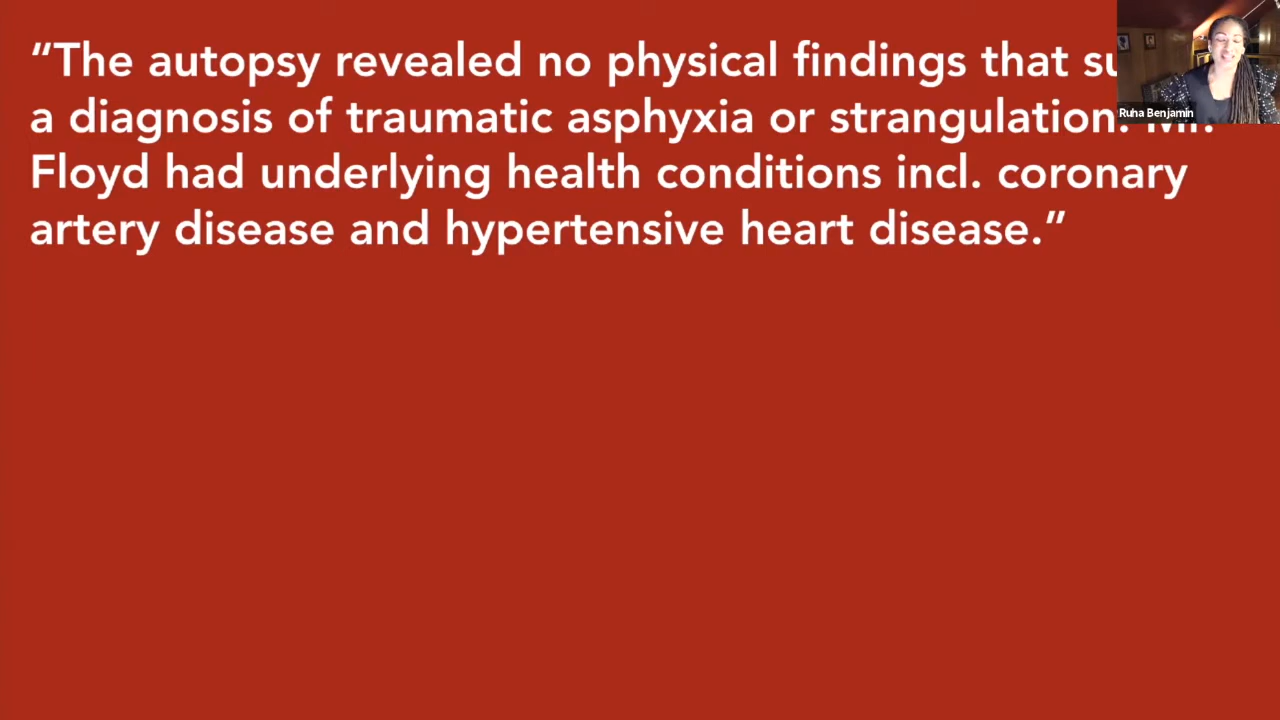 “The autopsy revealed no physical findings that
a diagnosis of traumatic asphyxia or strangulation. Mr.
Floyd had underlying health conditions incl. coronary
artery disease and hypertensive heart disease.”
Ruha Benjamin